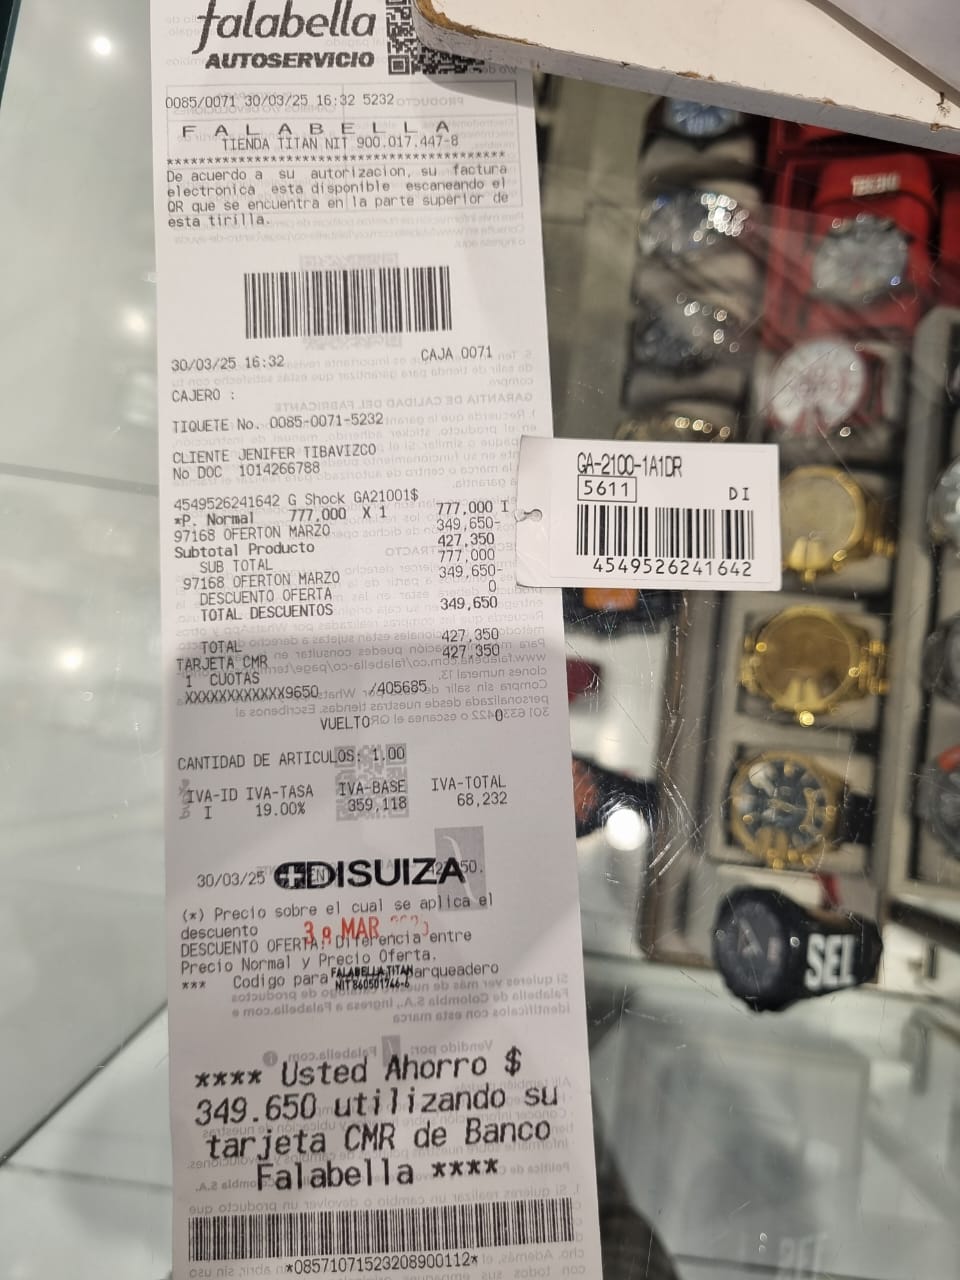 falabella
AUTOSERVICIO
0085/0071 30/03/25 16:32 5232
F A L A B E L L A
TIENDA TITAN NIT 900.017.447-8
****************************************
De acuerdo a su autorizacion, su factura
electronica esta disponible escaneando el
QR que se encuentra en la parte superior de
esta tirilla.
30/03/25 16:32 CAJA 0071
CAJERO :
TIQUETE No. 0085-0071-5232
CLIENTE JENIFER TIBAVIZCO
No DOC 1014266788
4549526241642 G Shock GA21001$
*P. Normal 777,000 X 1 777,000 I
97168 OFERTON MARZO 349,650-
Subtotal Producto 427,350
SUB TOTAL 777,000
97168 OFERTON MARZO 349,650-
DESCUENTO OFERTA 0
TOTAL DESCUENTOS 349,650
TOTAL 427,350
TARJETA CMR 427,350
1 CUOTAS
XXXXXXXXXXXX9650 /405685
VUELTO 0
CANTIDAD DE ARTICULOS: 1.00
IVA-ID IVA-TASA IVA-BASE IVA-TOTAL
I 19.00% 359,118 68,232
30/03/25 DISUIZA
(*) Precio sobre el cual se aplica el
descuento
MAR
DESCUENTO OFERTA: Diferencia entre
Precio Normal y Precio Oferta.
*** Codigo para Parqueadero
FALABELLA TITAN
NIT 860501746-6
**** Usted Ahorro $
349.650 utilizando su
tarjeta CMR de Banco
Falabella ****
*08571071523208900112*
GA-2100-1A1DR
5611 DI
4549526241642
SEL